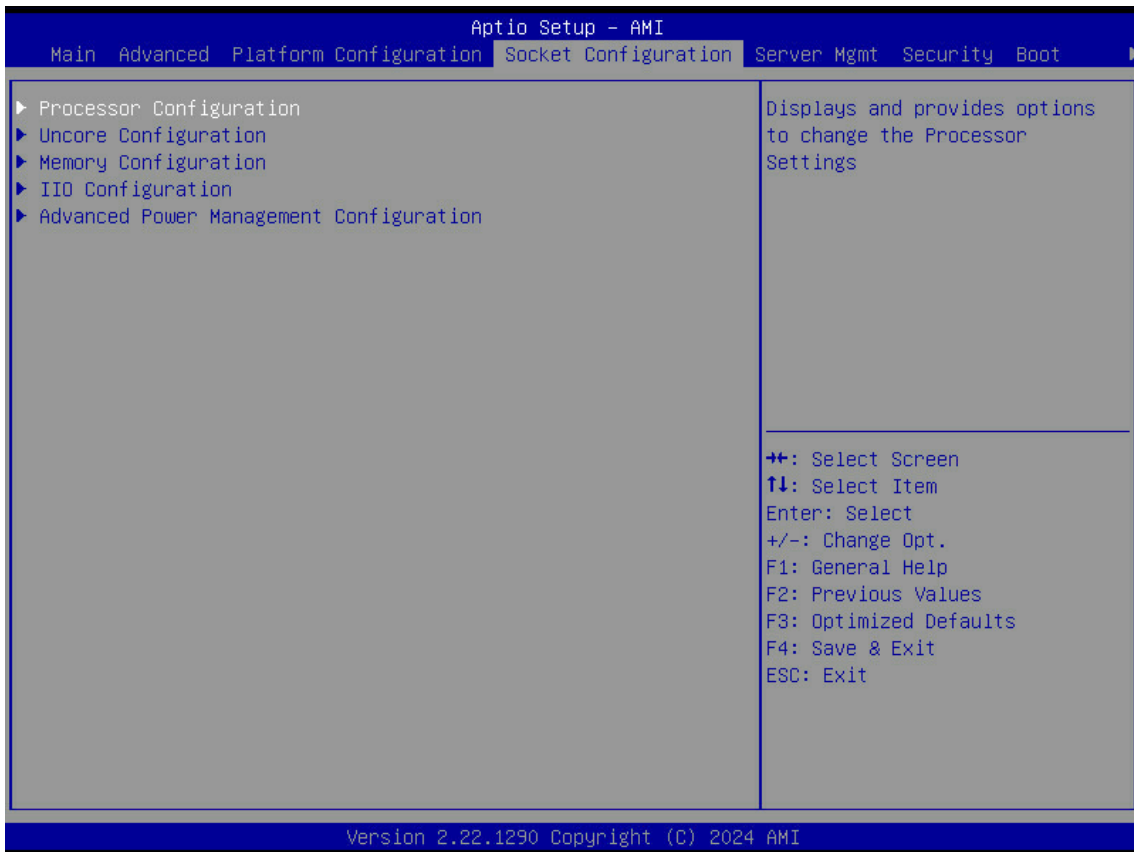 Aptio Setup – AMI
Main Advanced Platform Configuration Socket Configuration Server Mgmt Security Boot
Processor Configuration
Uncore Configuration
Memory Configuration
IIO Configuration
Advanced Power Management Configuration
Displays and provides options
to change the Processor
Settings
→←: Select Screen
↑↓: Select Item
Enter: Select
+/-: Change Opt.
F1: General Help
F2: Previous Values
F3: Optimized Defaults
F4: Save & Exit
ESC: Exit
Version 2.22.1290 Copyright (C) 2024 AMI